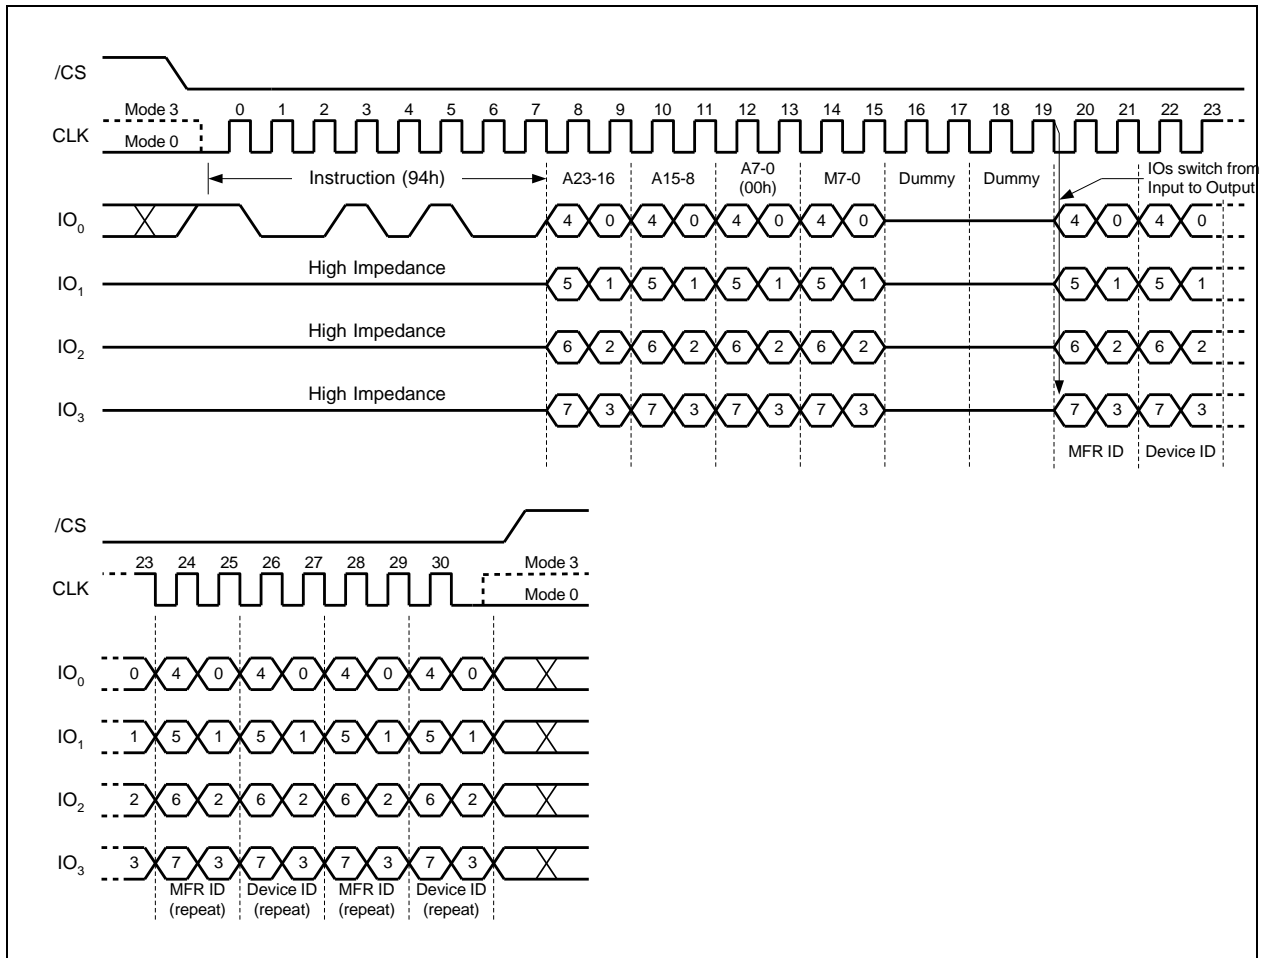 /CS
Mode 3 0 1 2 3 4 5 6 7 8 9 10 11 12 13 14 15 16 17 18 19 20 21 22 23
CLK
Mode 0
Instruction (94h) A23-16 A15-8 A7-0 (00h) M7-0 Dummy Dummy IOs switch from
Input to Output
IO0 4 0 4 0 4 0 4 0 4 0 4 0
High Impedance
IO1 5 1 5 1 5 1 5 1 5 1 5 1
High Impedance
IO2 6 2 6 2 6 2 6 2 6 2 6 2
High Impedance
IO3 7 3 7 3 7 3 7 3 7 3 7 3
MFR ID Device ID
/CS
23 24 25 26 27 28 29 30 Mode 3
CLK
Mode 0
IO0 0 4 0 4 0 4 0 4 0
IO1 1 5 1 5 1 5 1 5 1
IO2 2 6 2 6 2 6 2 6 2
IO3 3 7 3 7 3 7 3 7 3
MFR ID Device ID MFR ID Device ID
(repeat) (repeat) (repeat) (repeat)